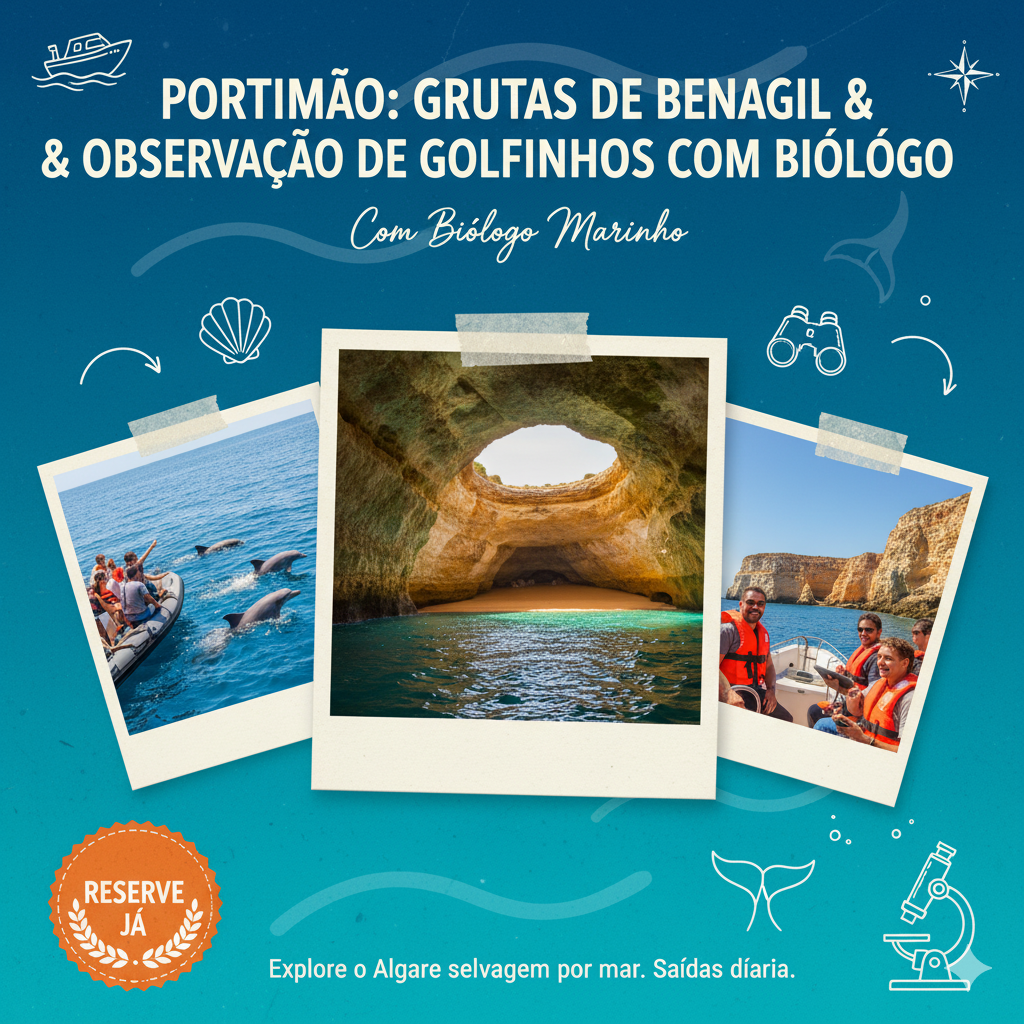 PORTIMÃO: GRUTAS DE BENAGIL &
& OBSERVAÇÃO DE GOLFINHOS COM BIÓLÓGO
Com Biólogo Marinho
RESERVE
JÁ
Explore o Algare selvagem por mar. Saídas díaria.